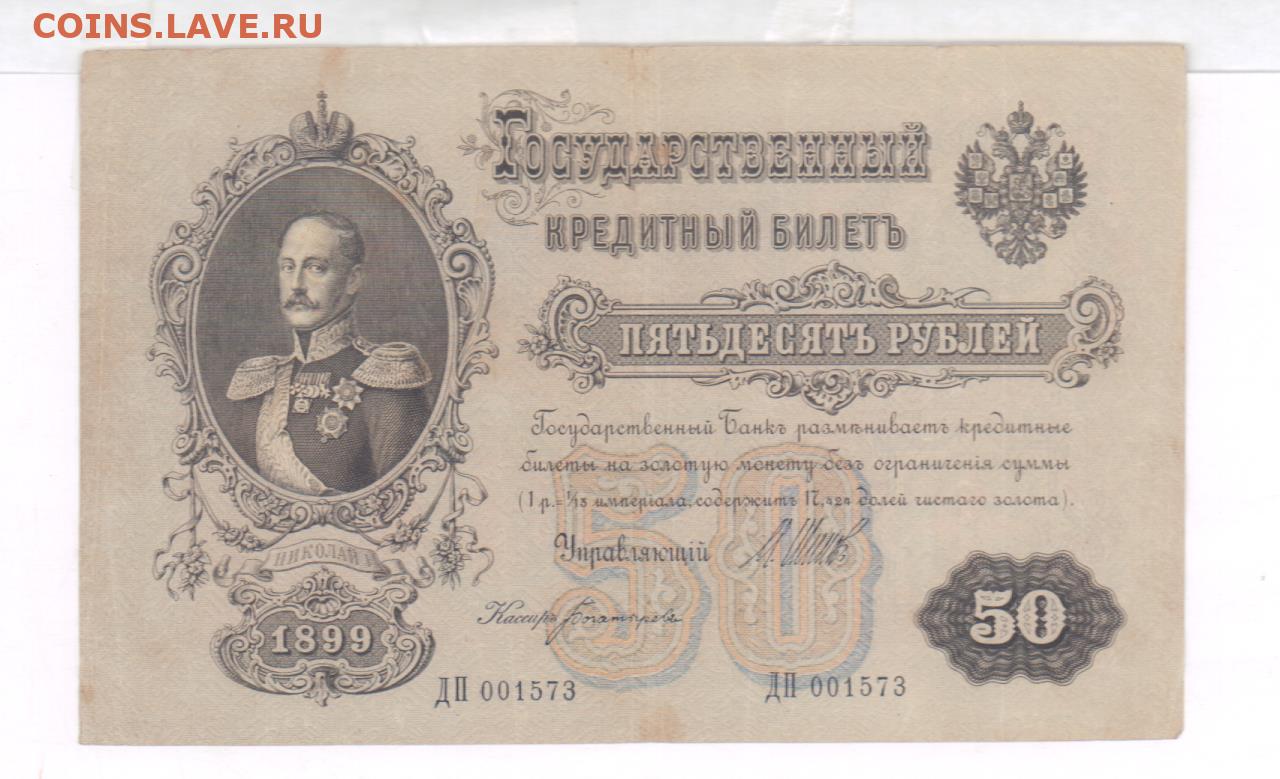 COINS.LAVE.RU
ГОСУДАРСТВЕННЫЙ
КРЕДИТНЫЙ БИЛЕТЪ
ПЯТЬДЕСЯТЪ РУБЛЕЙ
Государственный Банкъ размѣниваетъ кредитные
билеты на золотую монету безъ ограниченія суммы
(1 р.= 1/15 имперіала, содержитъ 17,424 долей чистаго золота).
Управляющій
НИКОЛАЙ I
50
50
Кассиръ Богатыревъ
1899
ДП 001573
ДП 001573